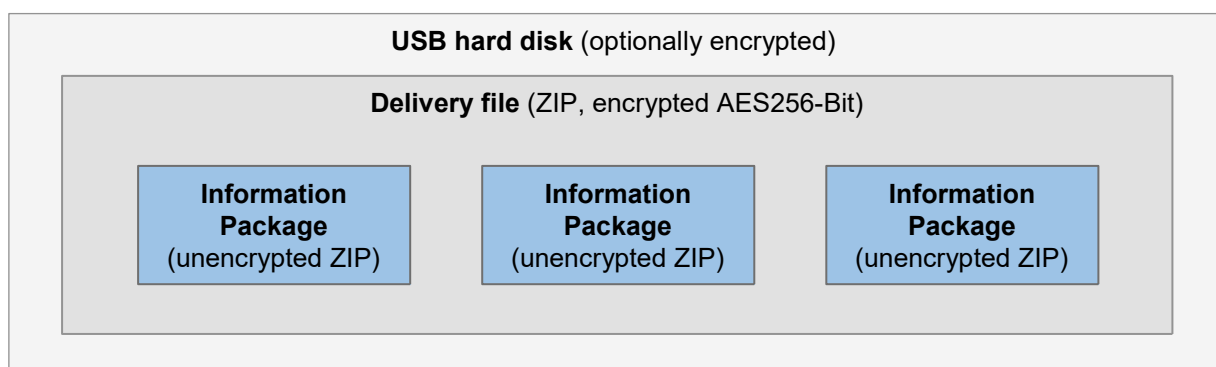 USB hard disk (optionally encrypted)
Delivery file (ZIP, encrypted AES256-Bit)
Information
Package
(unencrypted ZIP)
Information
Package
(unencrypted ZIP)
Information
Package
(unencrypted ZIP)